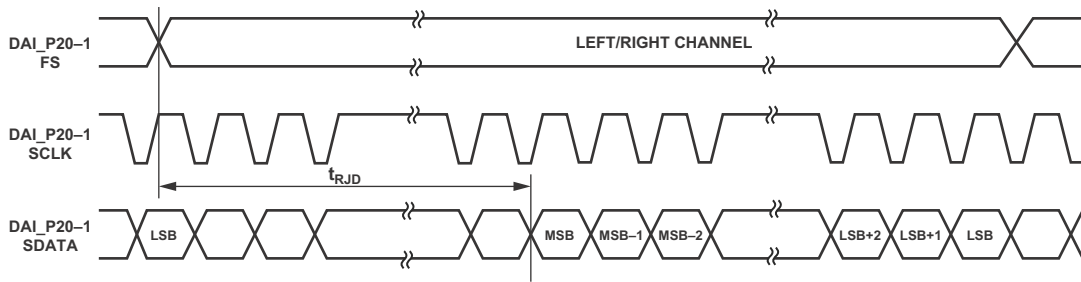 DAI_P20–1
FS
LEFT/RIGHT CHANNEL
DAI_P20–1
SCLK
tRJD
DAI_P20–1
SDATA
LSB
MSB
MSB–1
MSB–2
LSB+2
LSB+1
LSB